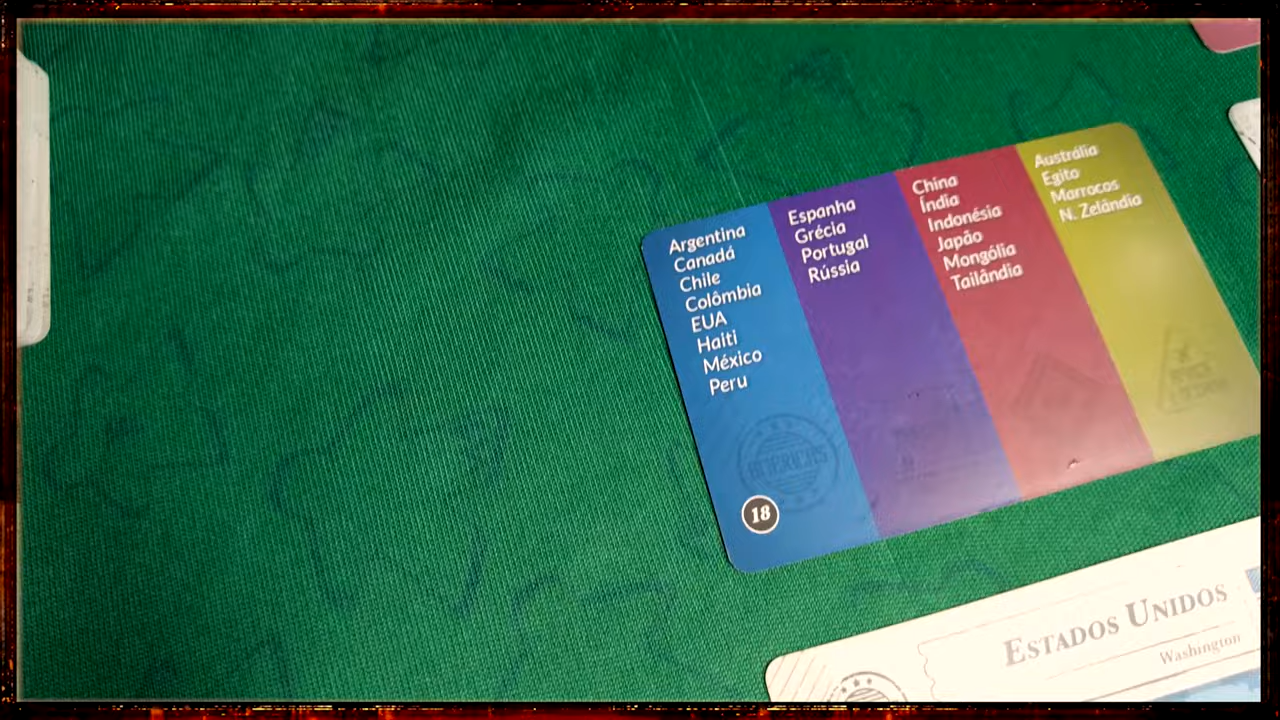 Argentina
Canadá
Chile
Colômbia
EUA
Haiti
México
Peru
AMÉRICAS
18
Espanha
Grécia
Portugal
Rússia
China
Índia
Indonésia
Japão
Mongólia
Tailândia
Austrália
Egito
Marrocos
N. Zelândia
ESTADOS UNIDOS
Washington